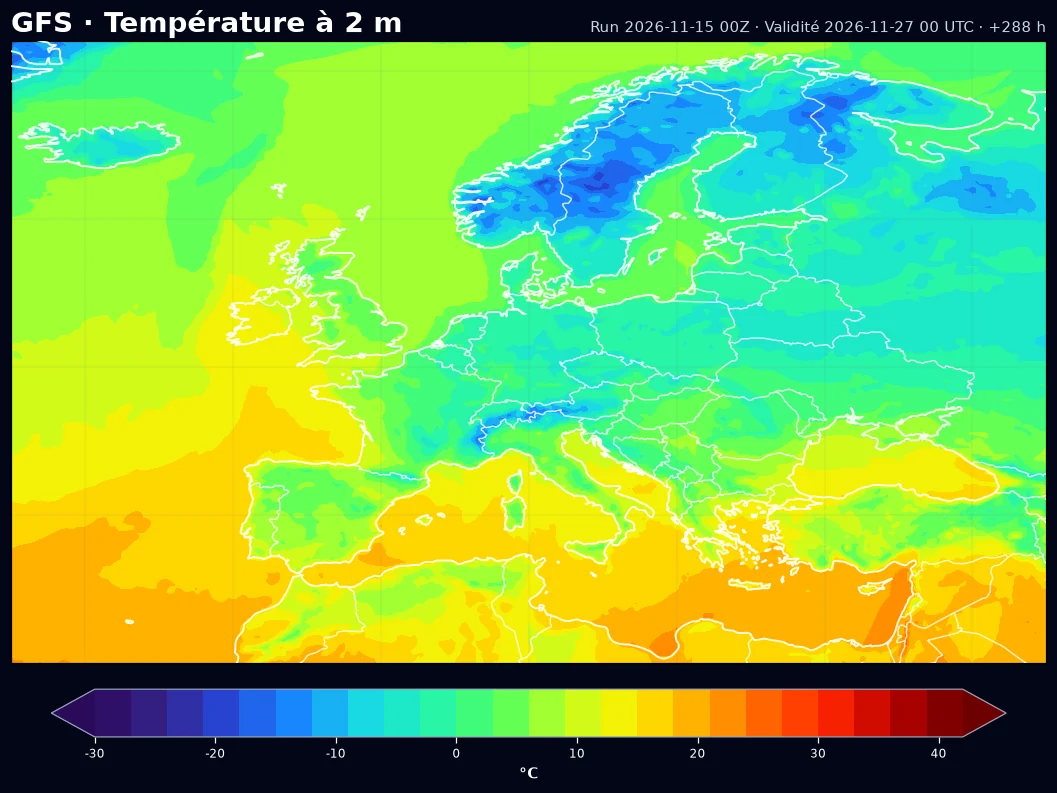 GFS · Température à 2 m
Run 2026-11-15 00Z · Validité 2026-11-27 00 UTC · +288 h
-30 -20 -10 0 10 20 30 40
°C